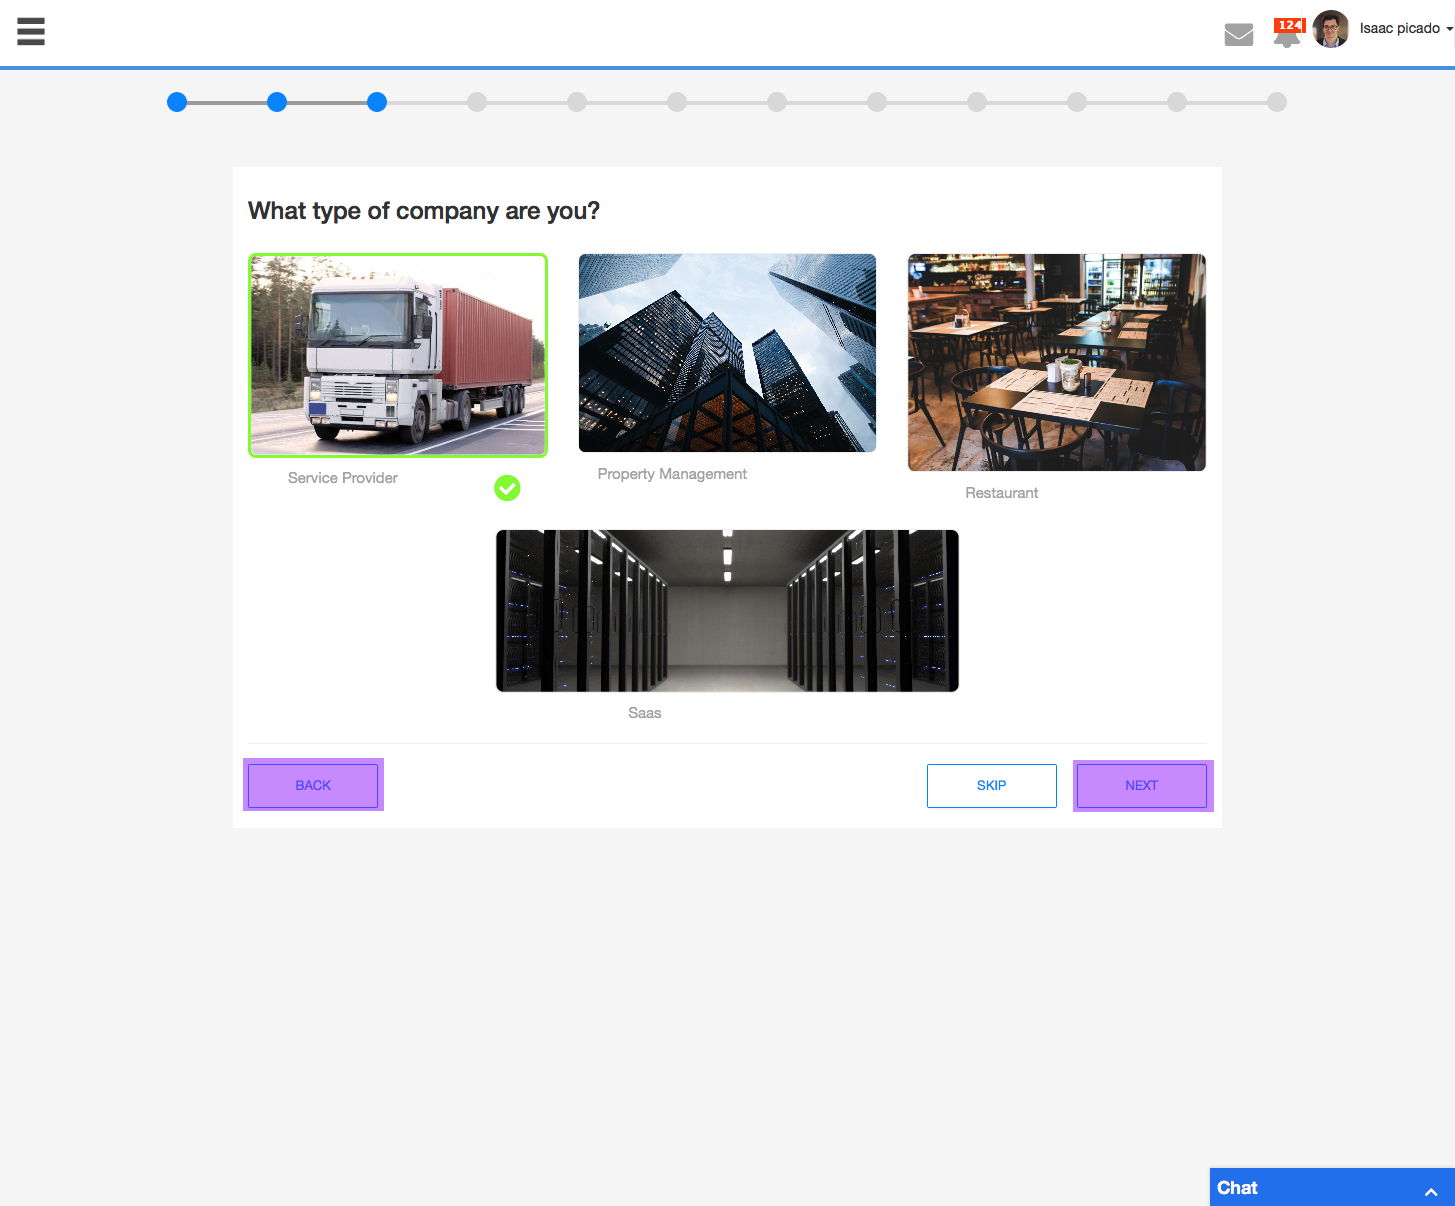 124
Isaac picado
What type of company are you?
Service Provider
Property Management
Restaurant
Saas
BACK
SKIP
NEXT
Chat